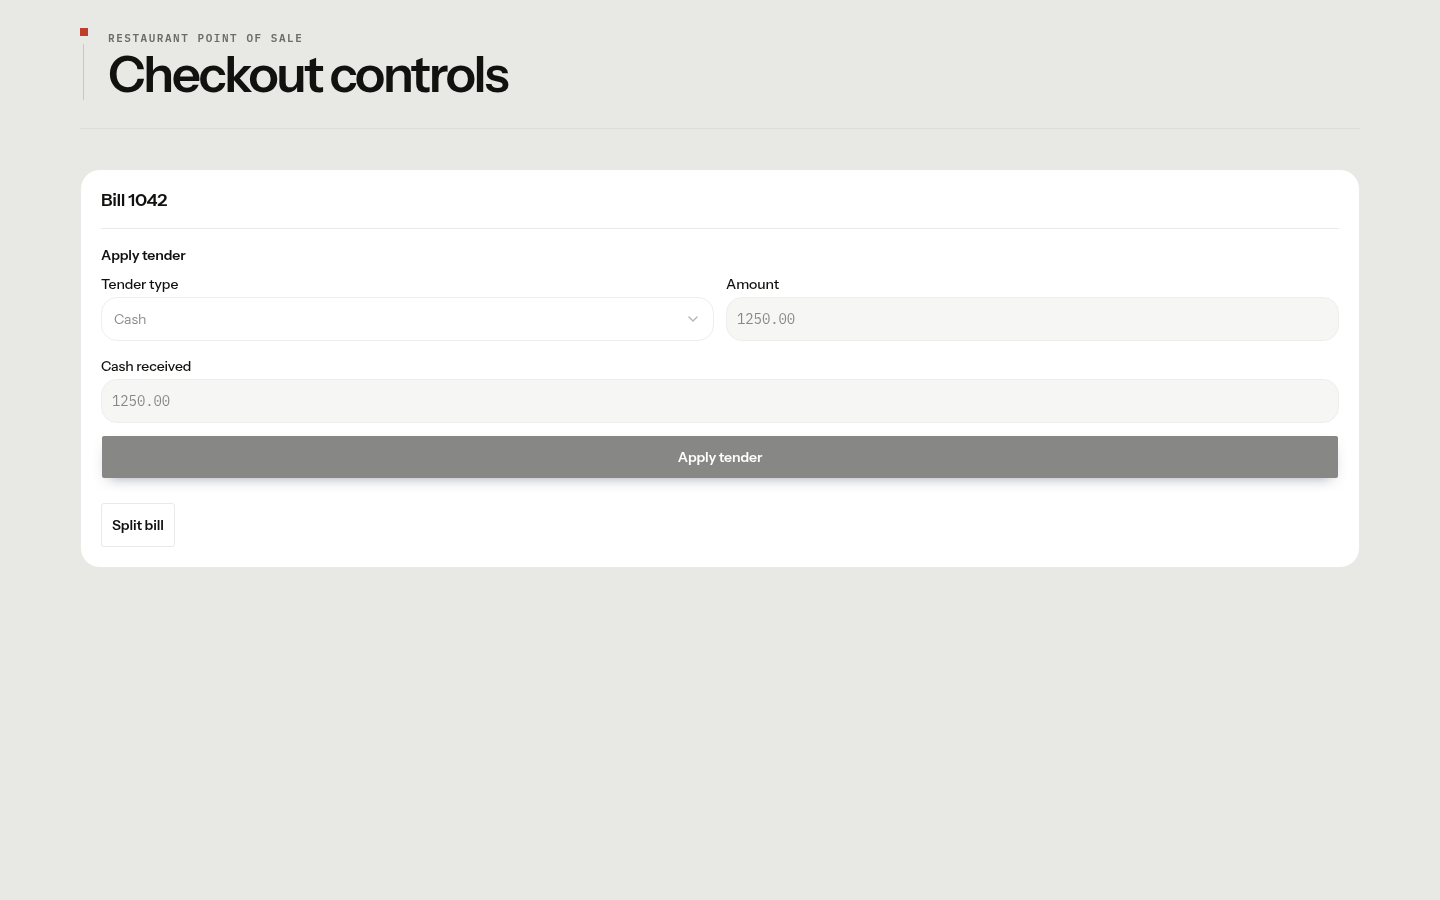 RESTAURANT POINT OF SALE
Checkout controls
Bill 1042
Apply tender
Tender type
Amount
Cash
1250.00
Cash received
1250.00
Apply tender
Split bill